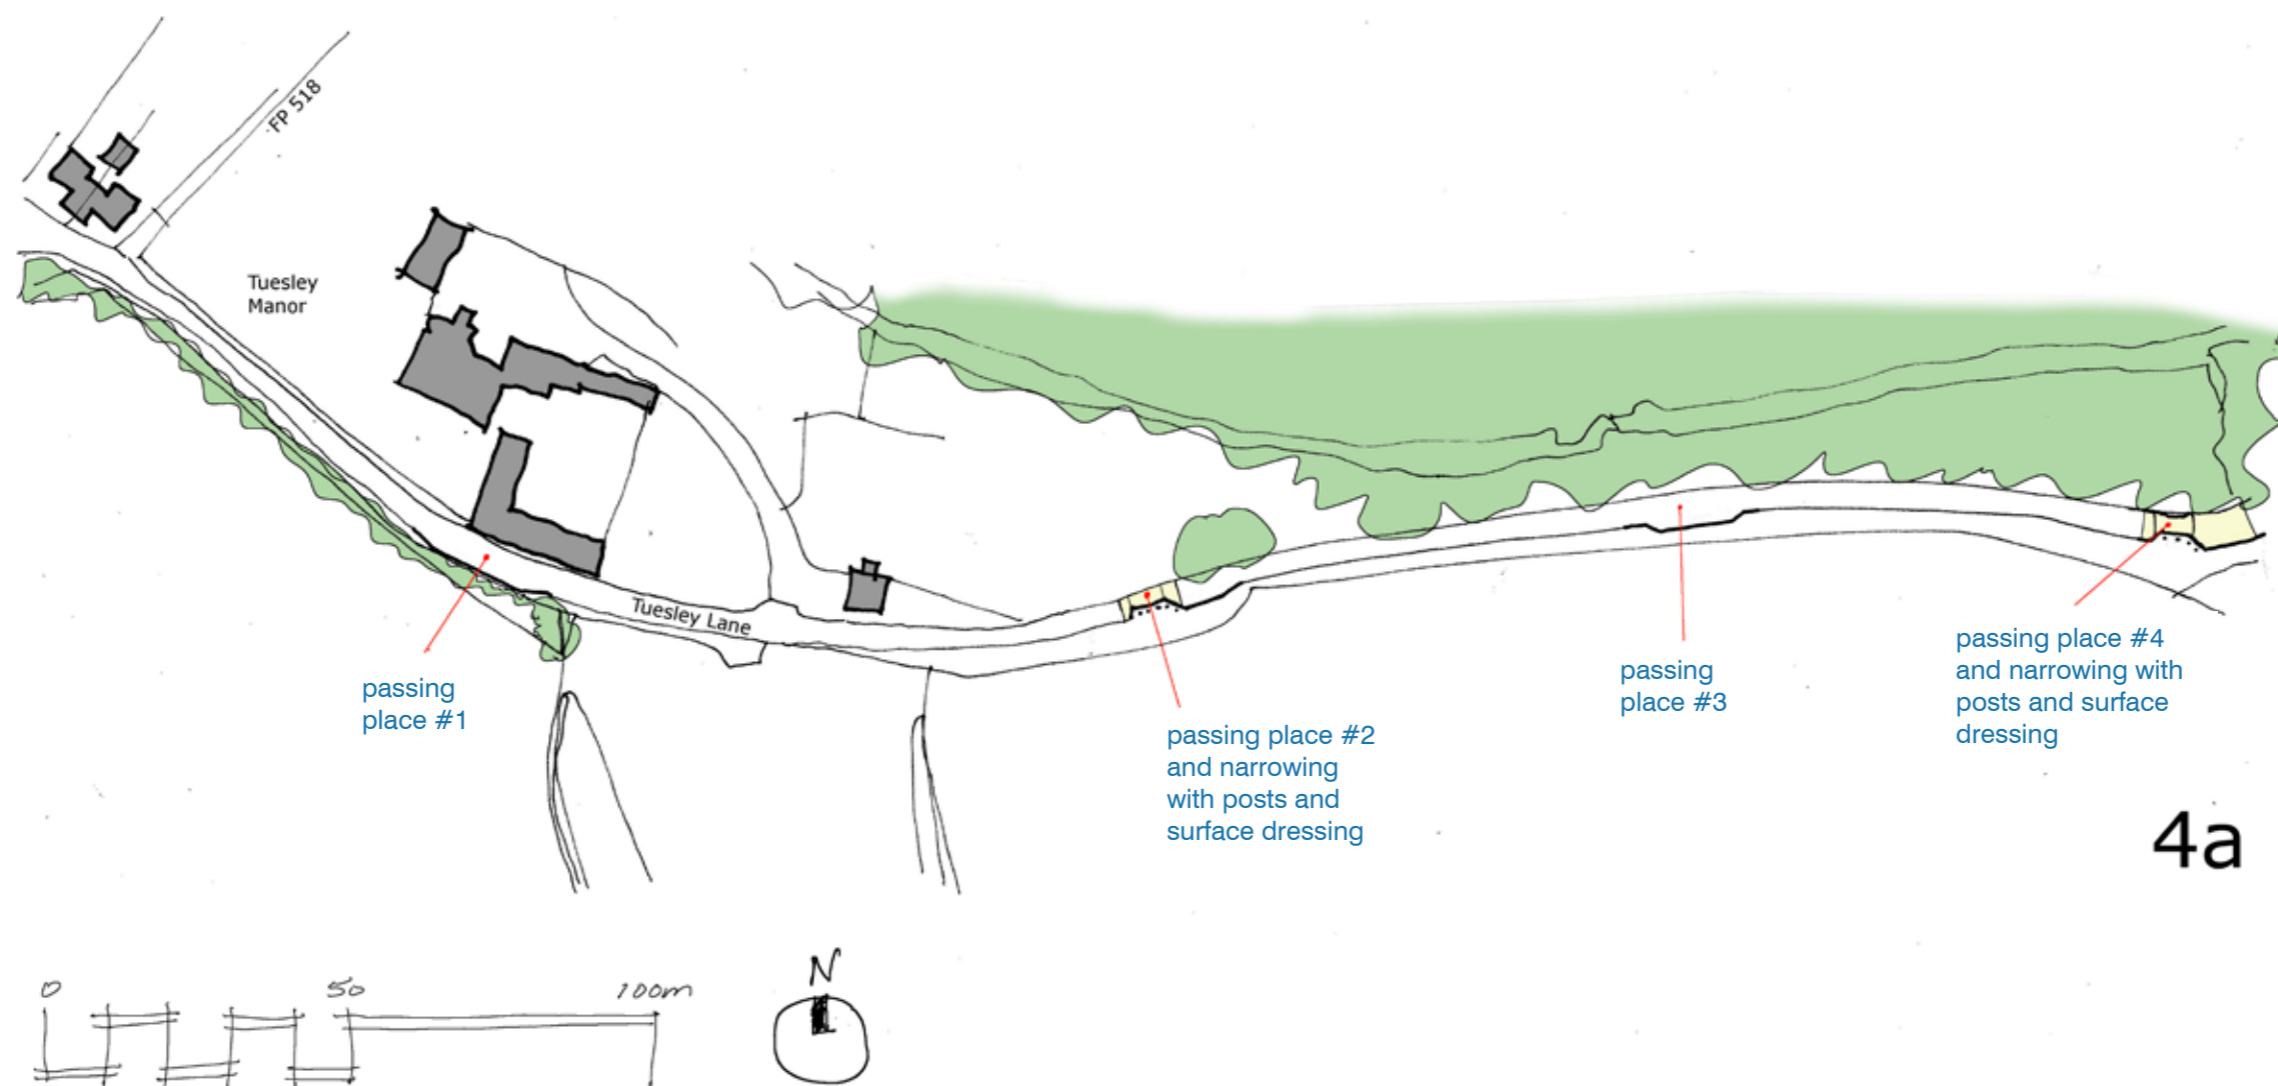 FP 518
Tuesley
Manor
Tuesley Lane
passing
place #1
passing place #2
and narrowing
with posts and
surface dressing
passing
place #3
passing place #4
and narrowing with
posts and surface
dressing
4a
0 50 100m
N